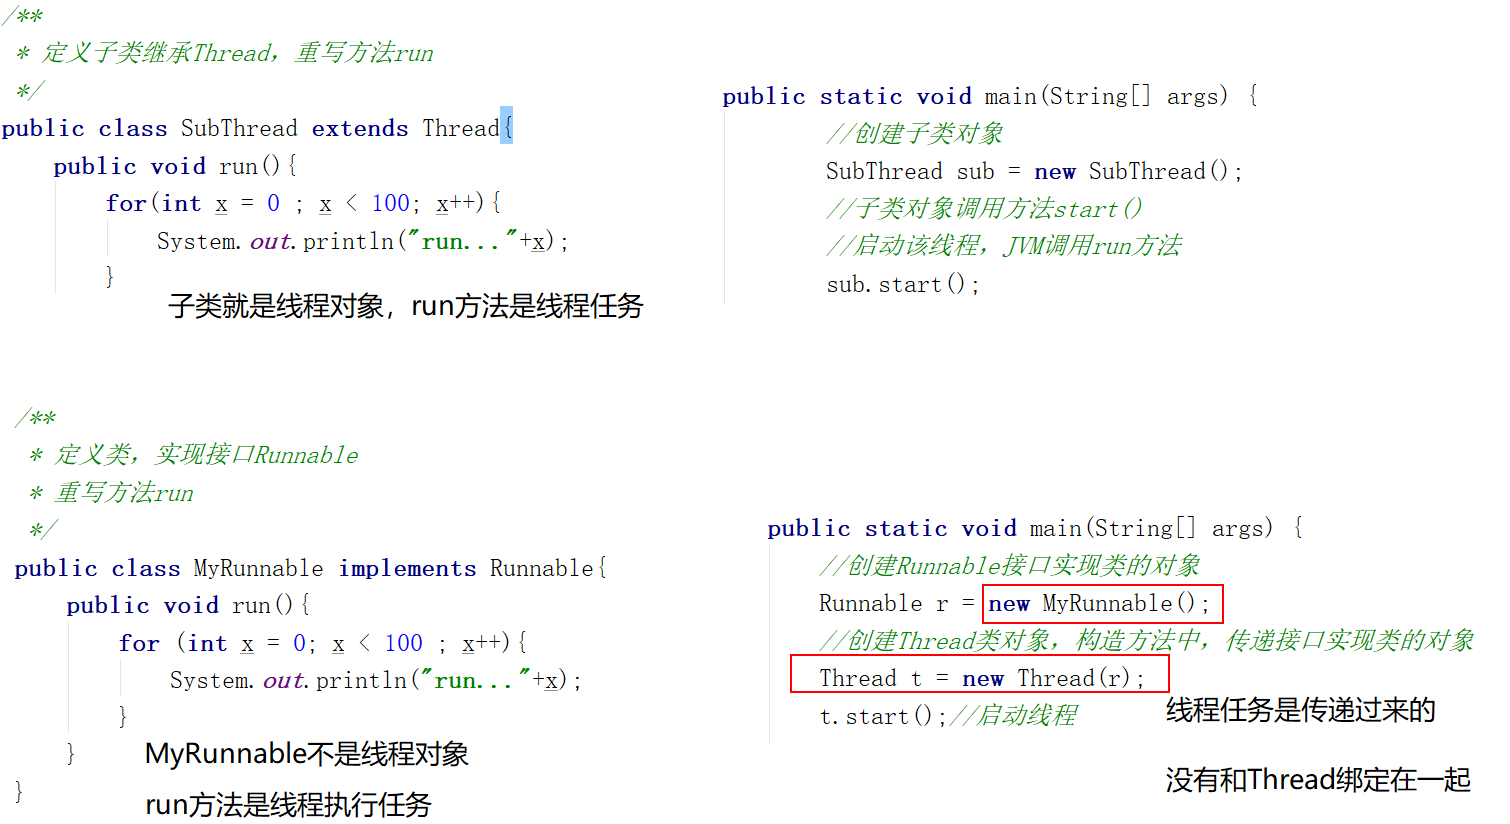 /**
 * 定义子类继承Thread，重写方法run
 */
public class SubThread extends Thread{
public void run(){
for(int x = 0 ; x < 100; x++){
System.out.println("run..."+x);
}
子类就是线程对象，run方法是线程任务
public static void main(String[] args) {
//创建子类对象
SubThread sub = new SubThread();
//子类对象调用方法start()
//启动该线程，JVM调用run方法
sub.start();
/**
 * 定义类，实现接口Runnable
 * 重写方法run
 */
public class MyRunnable implements Runnable{
public void run(){
for (int x = 0; x < 100 ; x++){
System.out.println("run..."+x);
}
}
MyRunnable不是线程对象
}
run方法是线程执行任务
public static void main(String[] args) {
//创建Runnable接口实现类的对象
Runnable r = new MyRunnable();
//创建Thread类对象，构造方法中，传递接口实现类的对象
Thread t = new Thread(r);
t.start();//启动线程
线程任务是传递过来的
没有和Thread绑定在一起